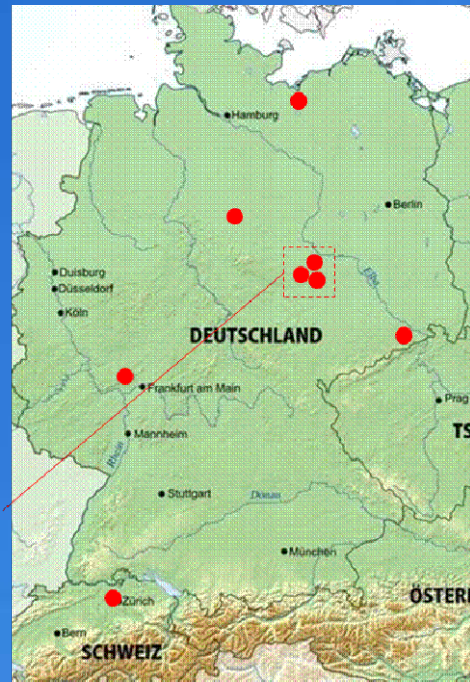 Hamburg
Berlin
Elbe
Duisburg
Düsseldorf
Köln
DEUTSCHLAND
Frankfurt am Main
Prag
TS
Mannheim
Rhein
Stuttgart
Donau
München
Zürich
ÖSTERR
Bern
SCHWEIZ